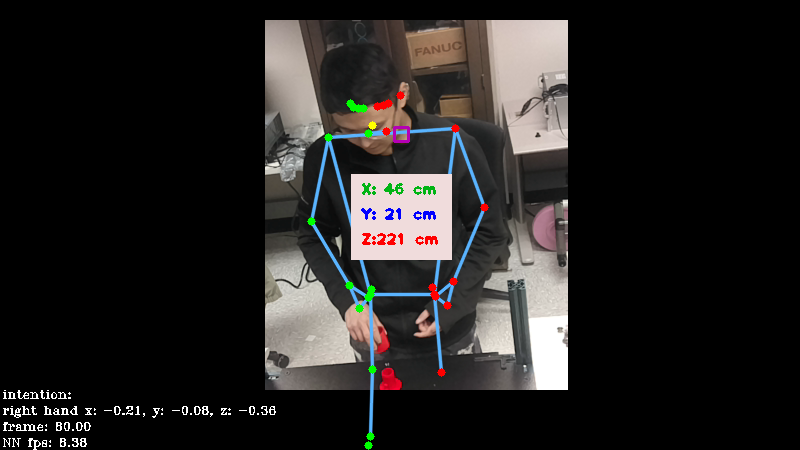 FANUC
X: 46 cm
Y: 21 cm
Z:221 cm
intention:
right hand x: -0.21, y: -0.08, z: -0.36
frame: 80.00
NN fps: 8.38